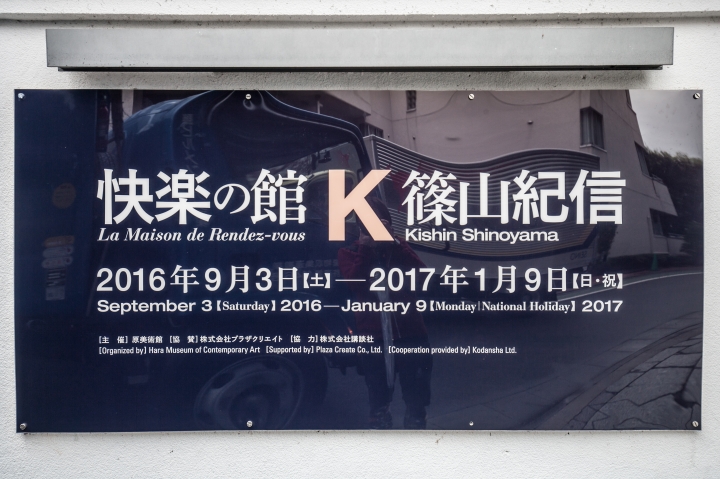 快楽の館 K 篠山紀信
La Maison de Rendez-vous Kishin Shinoyama
2016年9月3日【土】—2017年1月9日【日・祝】
September 3【Saturday】2016—January 9【Monday|National Holiday】2017
[主 催] 原美術館 [協 賛] 株式会社プラザクリエイト [協 力] 株式会社講談社
[Organized by] Hara Museum of Contemporary Art [Supported by] Plaza Create Co., Ltd. [Cooperation provided by] Kodansha Ltd.